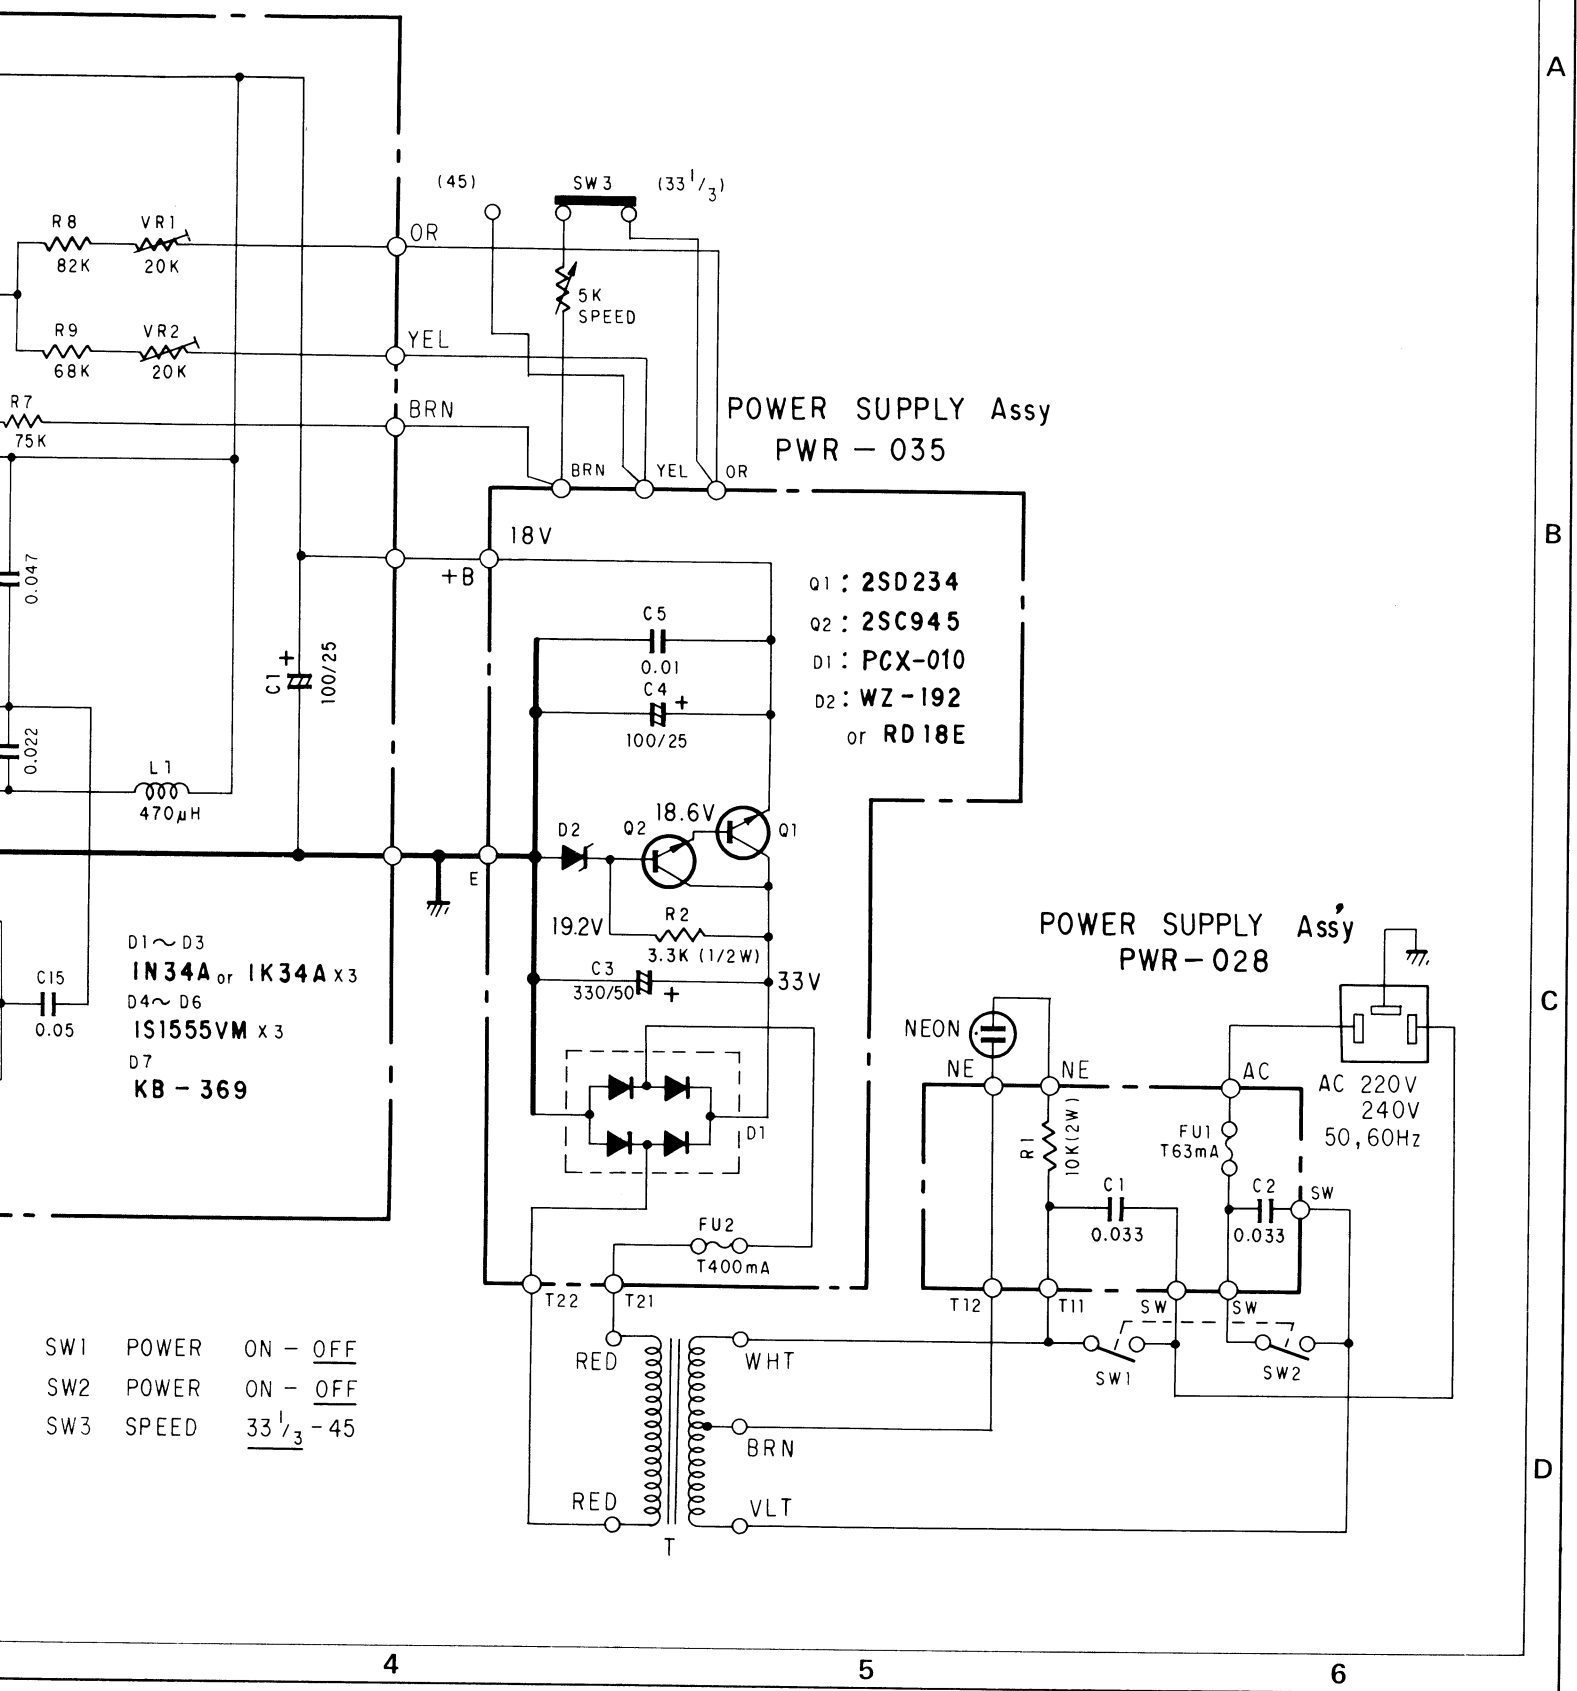 A
(45)
SW3
(33 1/3)
R8
82K
VR1
20K
OR
5K
SPEED
R9
68K
VR2
20K
YEL
R7
75K
BRN
POWER SUPPLY Assy
PWR-035
BRN
YEL
OR
18V
+B
B
0.047
Q1: 2SD234
Q2: 2SC945
D1: PCX-010
D2: WZ-192
or RD18E
C5
0.01
C4
+
100/25
C1
+
100/25
0.022
L1
470μH
18.6V
D2
Q2
Q1
E
19.2V
R2
3.3K (1/2W)
C3
330/50
+
33V
D1~D3
1N34A or 1K34A x3
D4~D6
1S1555VM x3
D7
KB-369
C15
0.05
POWER SUPPLY Ass'y
PWR-028
C
NEON
NE
NE
AC
AC 220V
240V
50,60Hz
D1
R1
10K(2W)
FU1
T63mA
C1
0.033
C2
0.033
SW
FU2
T400mA
T22
T21
T12
T11
SW
SW
SW1 POWER ON - OFF
SW2 POWER ON - OFF
SW3 SPEED 33 1/3 - 45
RED
WHT
SW1
SW2
BRN
RED
VLT
T
D
4
5
6